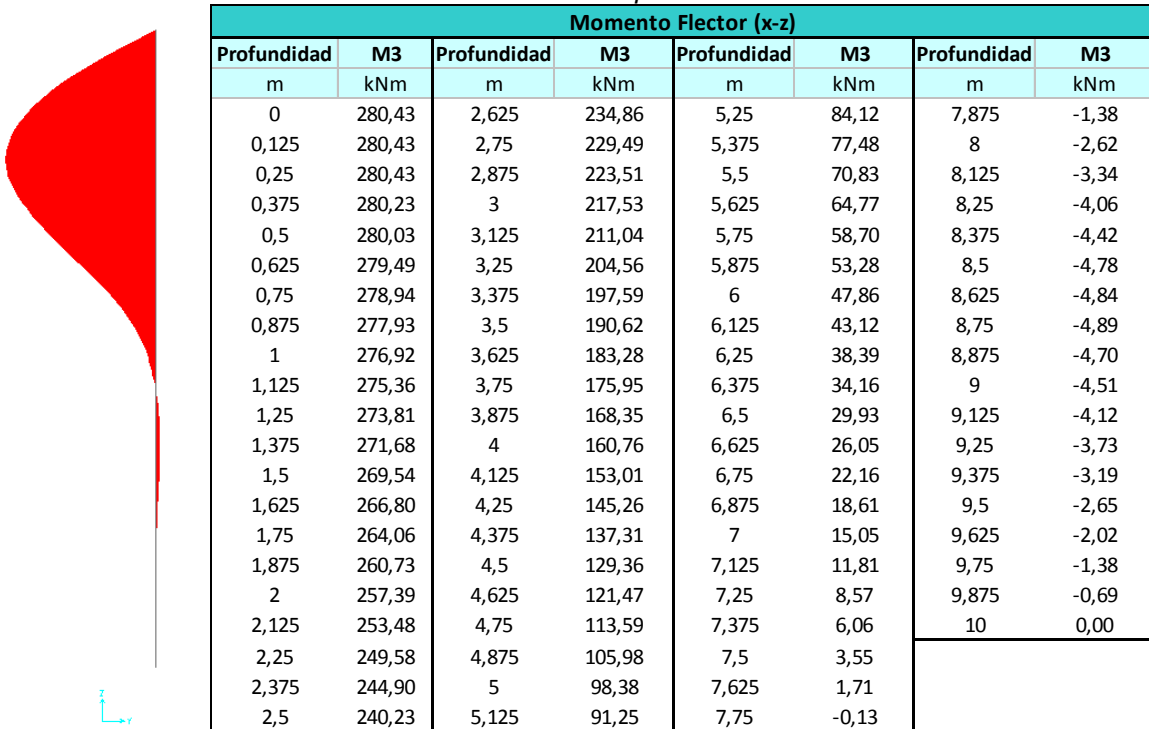 Momento Flector (x-z)
Profundidad M3 Profundidad M3 Profundidad M3 Profundidad M3
m kNm m kNm m kNm m kNm
0 280,43 2,625 234,86 5,25 84,12 7,875 -1,38
0,125 280,43 2,75 229,49 5,375 77,48 8 -2,62
0,25 280,43 2,875 223,51 5,5 70,83 8,125 -3,34
0,375 280,23 3 217,53 5,625 64,77 8,25 -4,06
0,5 280,03 3,125 211,04 5,75 58,70 8,375 -4,42
0,625 279,49 3,25 204,56 5,875 53,28 8,5 -4,78
0,75 278,94 3,375 197,59 6 47,86 8,625 -4,84
0,875 277,93 3,5 190,62 6,125 43,12 8,75 -4,89
1 276,92 3,625 183,28 6,25 38,39 8,875 -4,70
1,125 275,36 3,75 175,95 6,375 34,16 9 -4,51
1,25 273,81 3,875 168,35 6,5 29,93 9,125 -4,12
1,375 271,68 4 160,76 6,625 26,05 9,25 -3,73
1,5 269,54 4,125 153,01 6,75 22,16 9,375 -3,19
1,625 266,80 4,25 145,26 6,875 18,61 9,5 -2,65
1,75 264,06 4,375 137,31 7 15,05 9,625 -2,02
1,875 260,73 4,5 129,36 7,125 11,81 9,75 -1,38
2 257,39 4,625 121,47 7,25 8,57 9,875 -0,69
2,125 253,48 4,75 113,59 7,375 6,06 10 0,00
2,25 249,58 4,875 105,98 7,5 3,55
2,375 244,90 5 98,38 7,625 1,71
2,5 240,23 5,125 91,25 7,75 -0,13
Z
Y